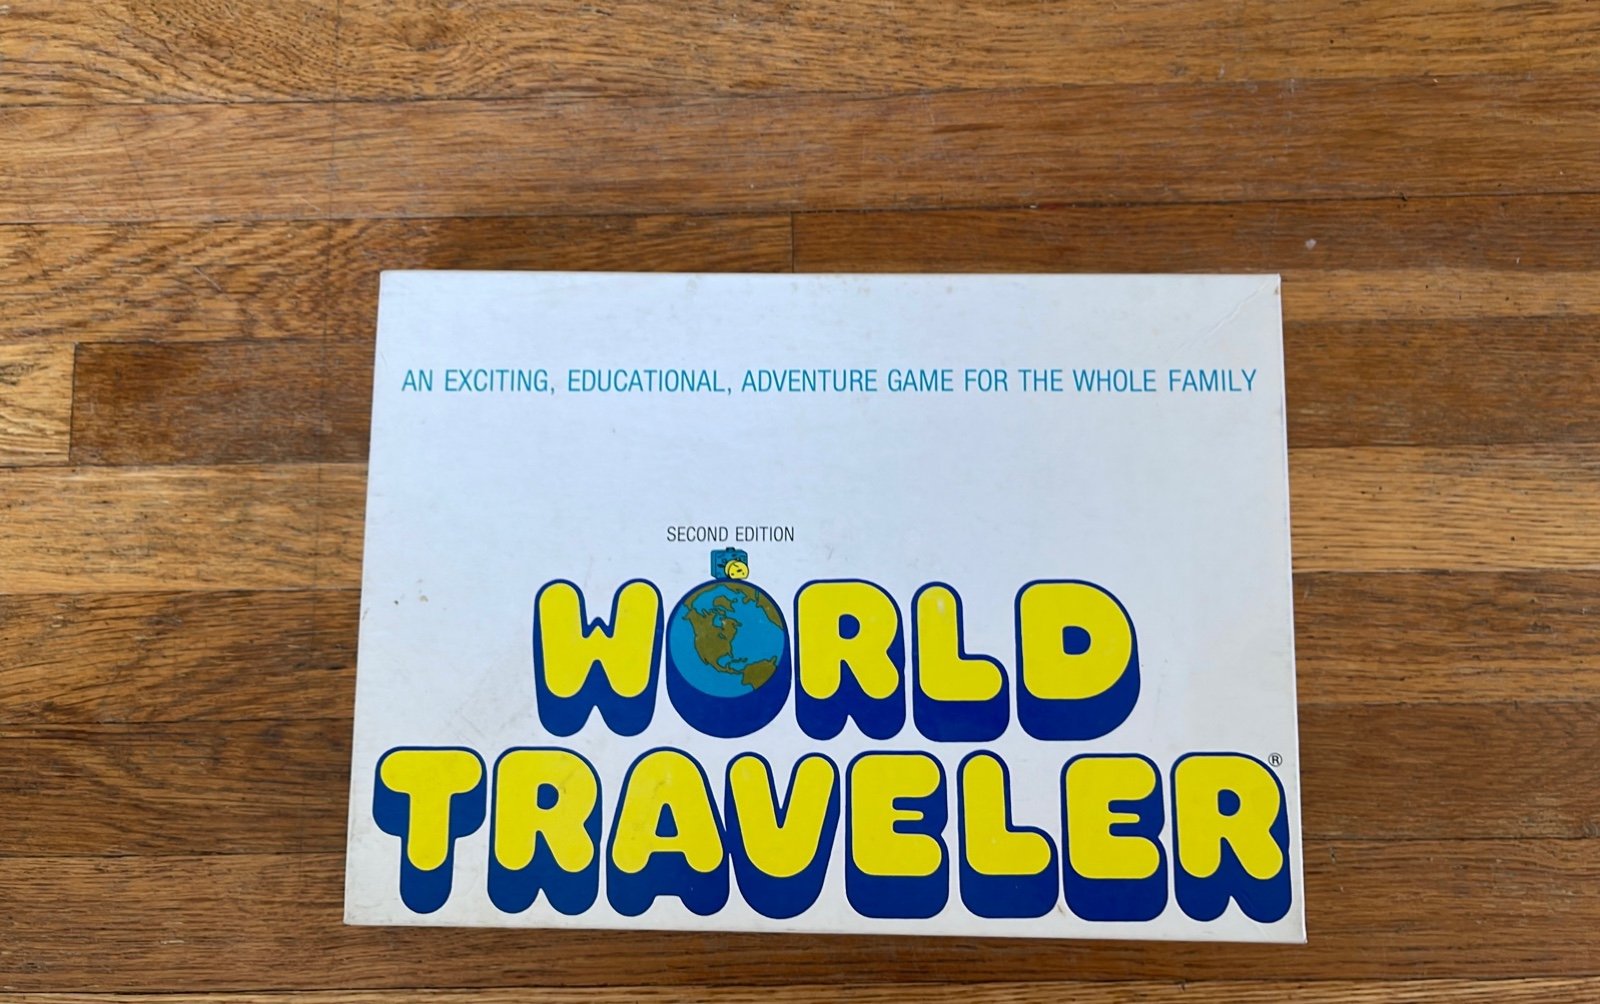 AN EXCITING, EDUCATIONAL, ADVENTURE GAME FOR THE WHOLE FAMILY
SECOND EDITION
WORLD
TRAVELER®